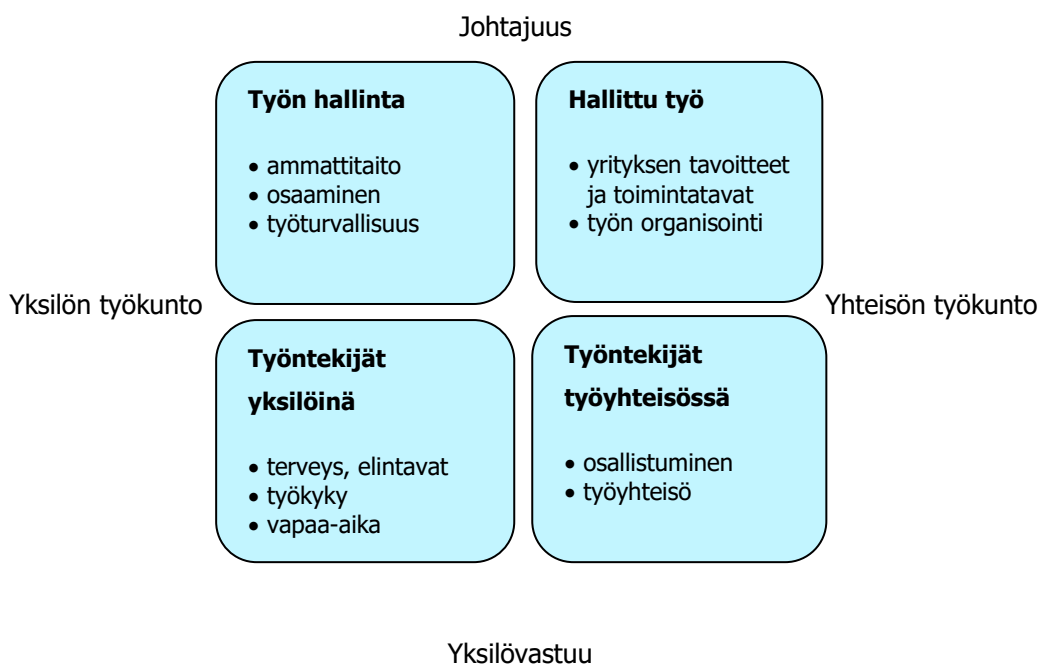 Johtajuus
Työn hallinta
• ammattitaito
• osaaminen
• työturvallisuus
Hallittu työ
• yrityksen tavoitteet
ja toimintatavat
• työn organisointi
Yksilön työkunto
Yhteisön työkunto
Työntekijät
yksilöinä
• terveys, elintavat
• työkyky
• vapaa-aika
Työntekijät
työyhteisössä
• osallistuminen
• työyhteisö
Yksilövastuu